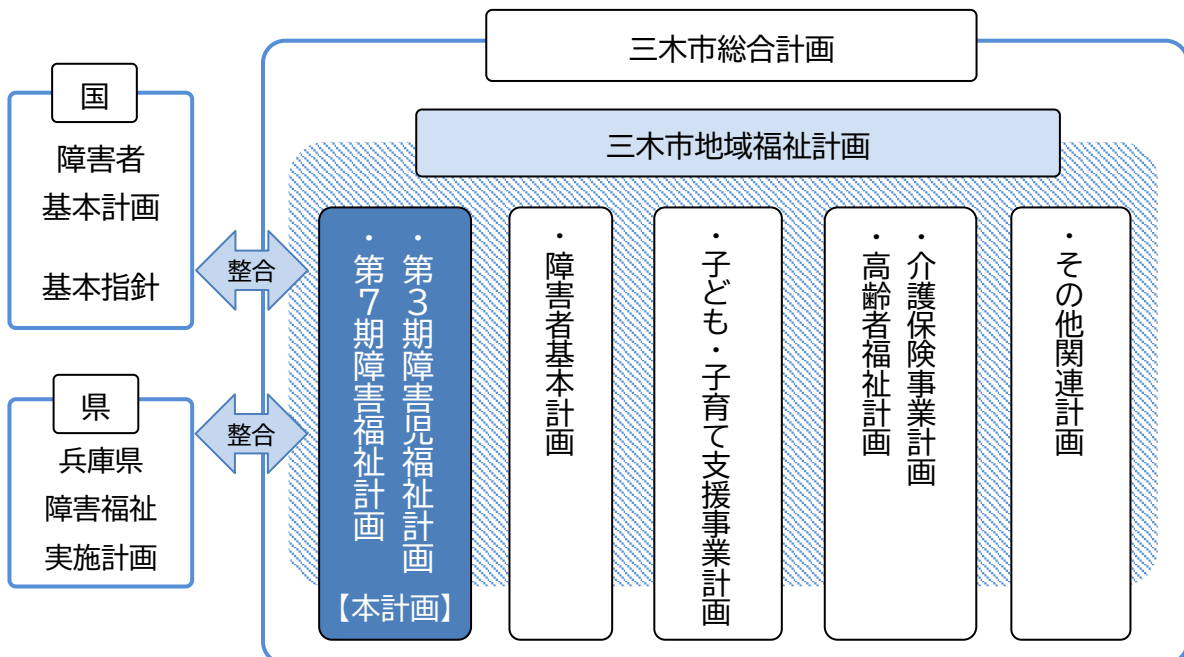 三木市総合計画
三木市地域福祉計画
国
障害者
基本計画
基本指針
整合
県
兵庫県
障害福祉
実施計画
整合
・第3期障害児福祉計画
・第7期障害福祉計画
【本計画】
・障害者基本計画
・子ども・子育て支援事業計画
・介護保険事業計画
・高齢者福祉計画
・その他関連計画